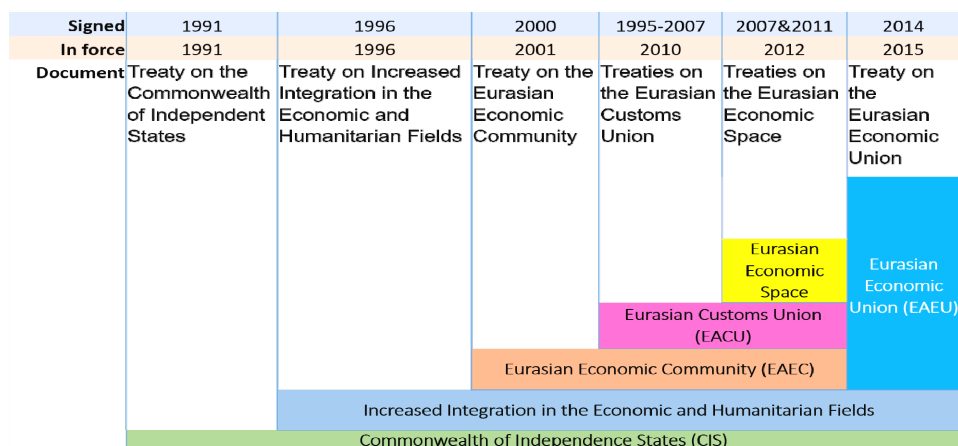 Signed 1991 1996 2000 1995-2007 2007&2011 2014
In force 1991 1996 2001 2010 2012 2015
Document
Treaty on the
Commonwealth
of Independent
States
Treaty on Increased
Integration in the
Economic and
Humanitarian Fields
Treaty on the
Eurasian
Economic
Community
Treaties on
the Eurasian
Customs
Union
Treaties on
the Eurasian
Economic
Space
Treaty on
the
Eurasian
Economic
Union
Eurasian
Economic
Space
Eurasian
Economic
Union (EAEU)
Eurasian Customs Union
(EACU)
Eurasian Economic Community (EAEC)
Increased Integration in the Economic and Humanitarian Fields
Commonwealth of Independence States (CIS)